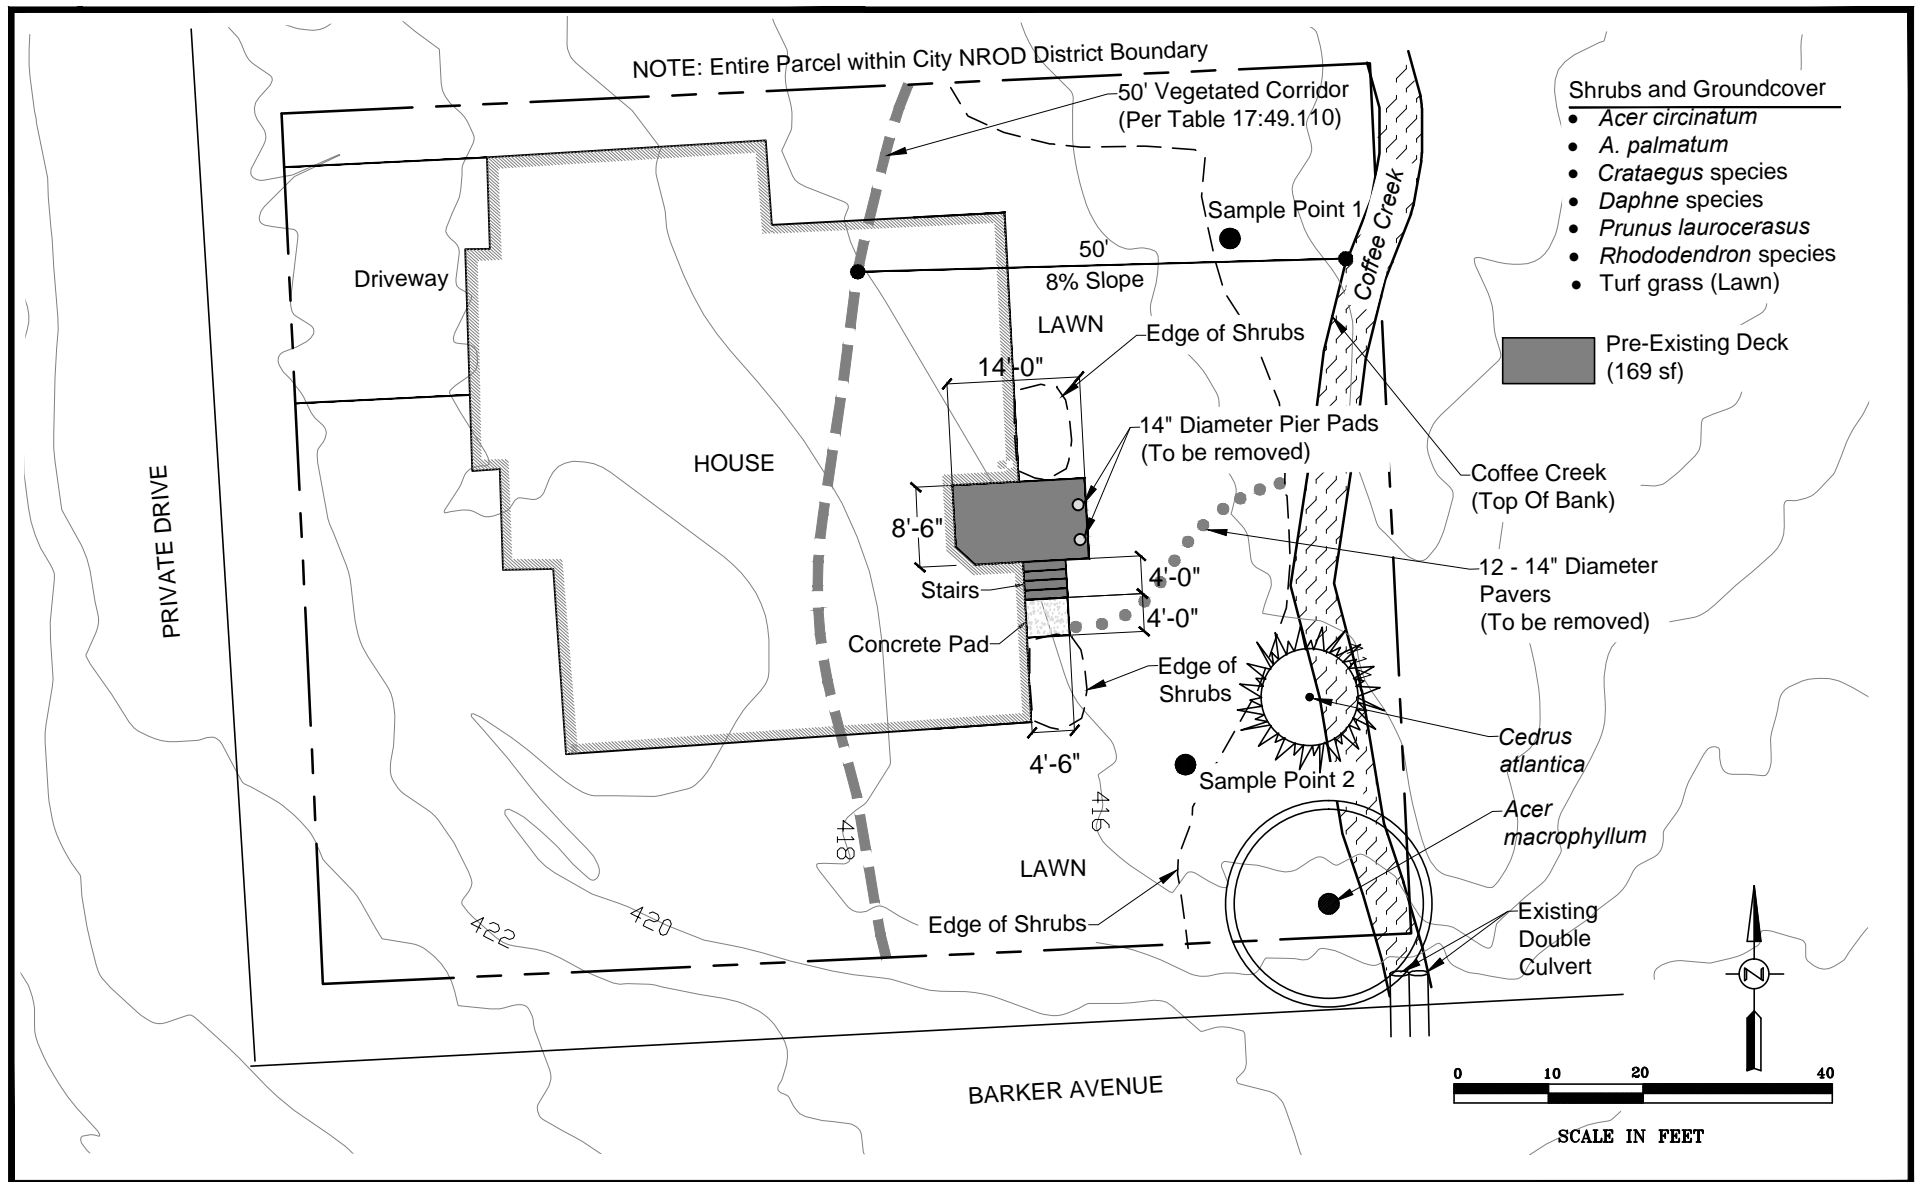 NOTE: Entire Parcel within City NROD District Boundary
50' Vegetated Corridor
(Per Table 17:49.110)
Shrubs and Groundcover
• Acer circinatum
• A. palmatum
• Crataegus species
• Daphne species
• Prunus laurocerasus
• Rhododendron species
• Turf grass (Lawn)
Sample Point 1
Coffee Creek
50'
8% Slope
Driveway
LAWN
Edge of Shrubs
Pre-Existing Deck
(169 sf)
14'-0"
14" Diameter Pier Pads
(To be removed)
HOUSE
Coffee Creek
(Top Of Bank)
8'-6"
PRIVATE DRIVE
12 - 14" Diameter
Pavers
(To be removed)
Stairs
4'-0"
4'-0"
Concrete Pad
Edge of
Shrubs
Cedrus
atlantica
4'-6"
Sample Point 2
416
418
Acer
macrophyllum
LAWN
Edge of Shrubs
420
422
Existing
Double
Culvert
N
BARKER AVENUE
0 10 20 40
SCALE IN FEET